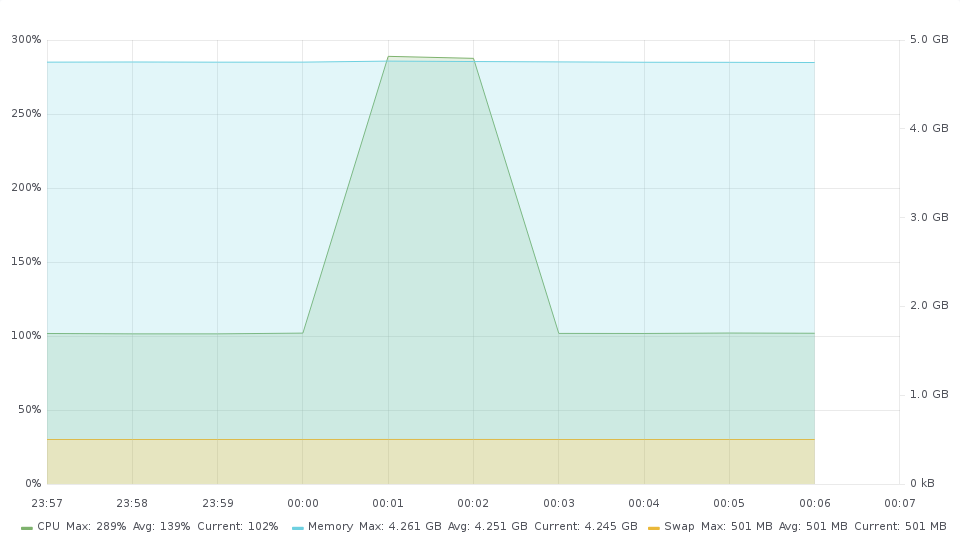 300% 5.0 GB
250% 4.0 GB
200% 3.0 GB
150% 2.0 GB
100% 1.0 GB
50%
0% 0 kB
23:57 23:58 23:59 00:00 00:01 00:02 00:03 00:04 00:05 00:06 00:07
CPU Max: 289% Avg: 139% Current: 102% Memory Max: 4.261 GB Avg: 4.251 GB Current: 4.245 GB Swap Max: 501 MB Avg: 501 MB Current: 501 MB